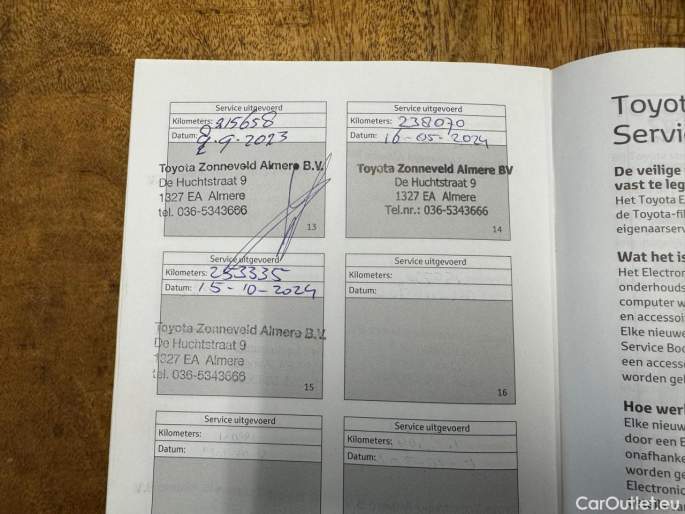 Service uitgevoerd
Kilometers: 215658
Datum: 2.9.2023
Toyota Zonneveld Almere B.V.
De Huchtstraat 9
1327 EA Almere
tel. 036-5343666
13
Service uitgevoerd
Kilometers: 238070
Datum: 16-05-2024
Toyota Zonneveld Almere BV
De Huchtstraat 9
1327 EA Almere
Tel.nr.: 036-5343666
14
Service uitgevoerd
Kilometers: 253335
Datum: 15-10-2024
Toyota Zonneveld Almere B.V.
De Huchtstraat 9
1327 EA Almere
tel. 036-5343666
15
Service uitgevoerd
Kilometers:
Datum:
16
Service uitgevoerd
Kilometers:
Datum:
Service uitgevoerd
Kilometers:
Datum:
Toyot
Servi
De veilige
vast te leg
Het Toyota E
de Toyota-fi
eigenaarserv
Wat het is
Het Electron
onderhouds
computer w
en accessoi
Elke nieuwe
Service Boo
een access
worden gel
Hoe wer
Elke nieuw
door een E
onafhanke
worden ge
Electronic
CarOutlet.eu